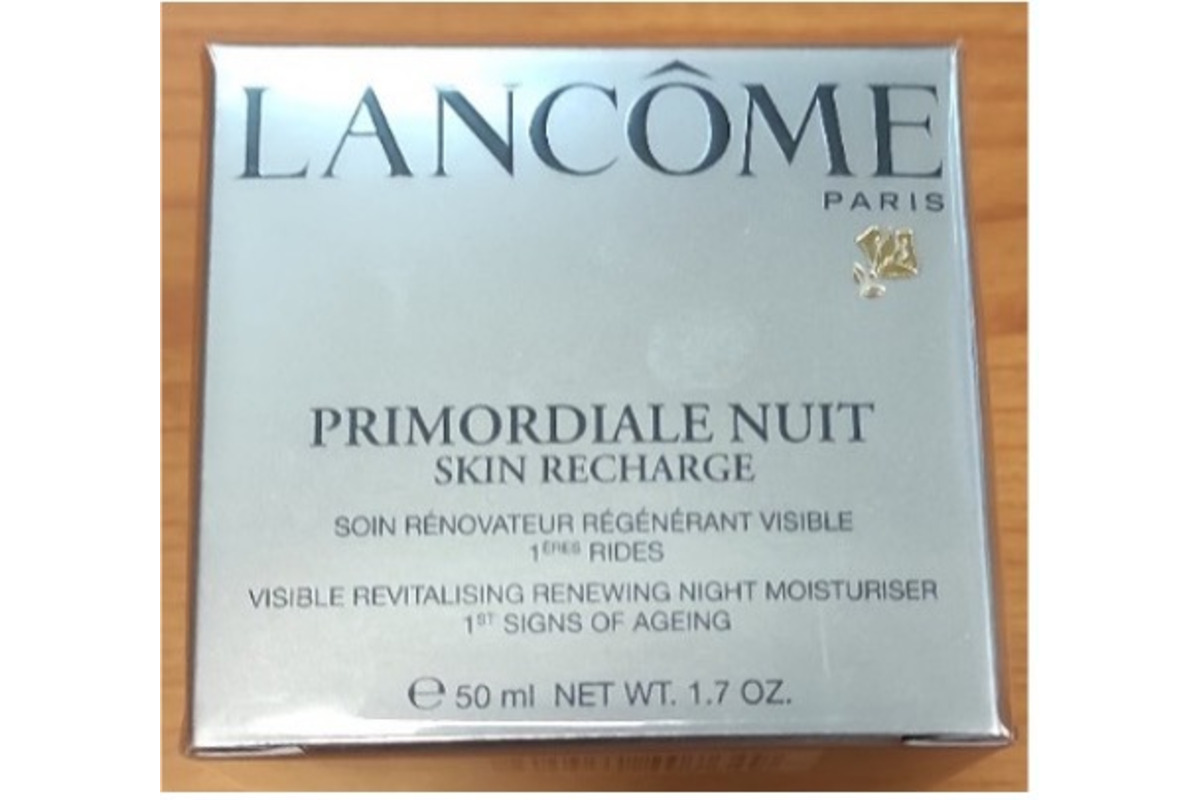 LANCÔME
PARIS
PRIMORDIALE NUIT
SKIN RECHARGE
SOIN RÉNOVATEUR RÉGÉNÉRANT VISIBLE
1ÈRES RIDES
VISIBLE REVITALISING RENEWING NIGHT MOISTURISER
1ST SIGNS OF AGEING
℮ 50 ml NET WT. 1.7 OZ.